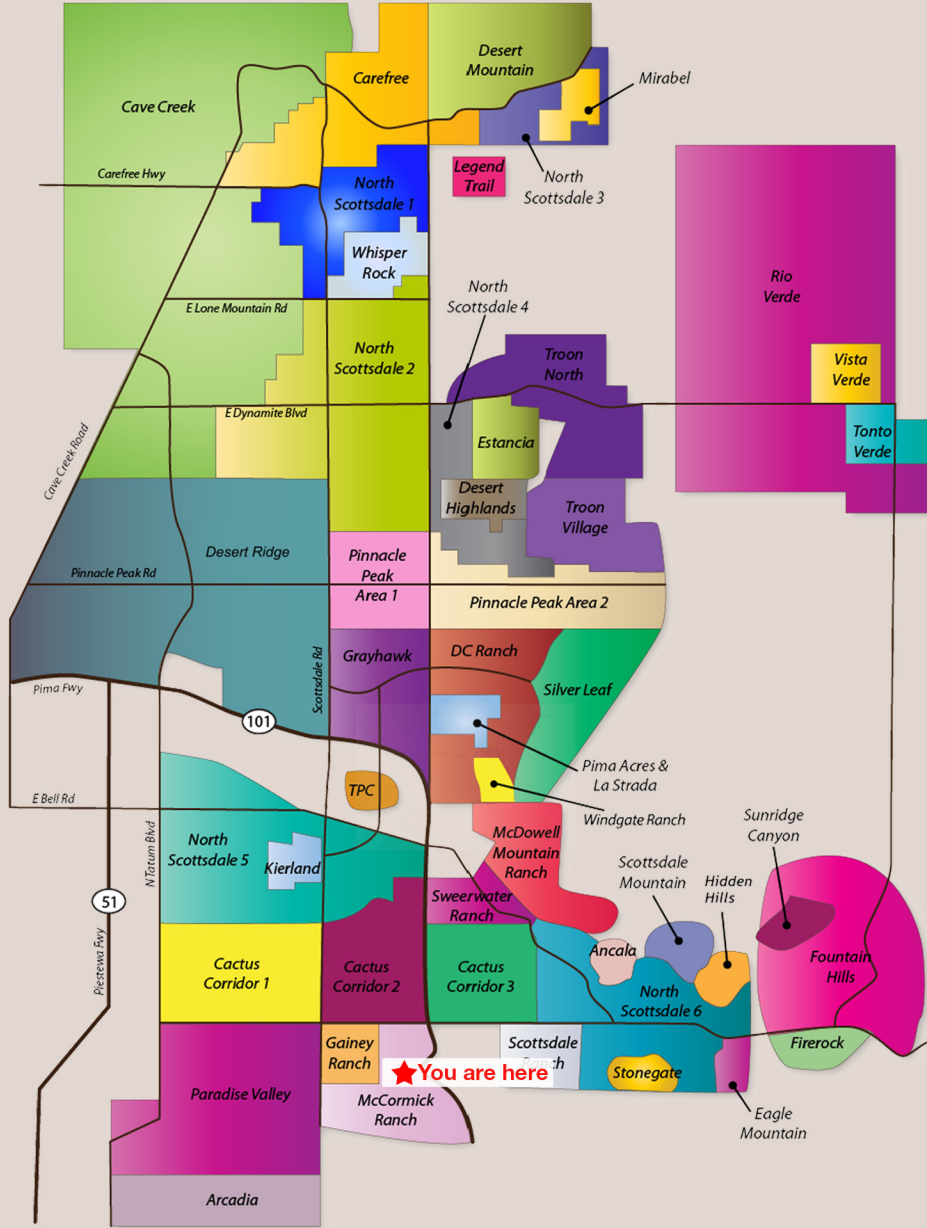 Cave Creek
Carefree
Desert
Mountain
Mirabel
Carefree Hwy
Legend
Trail
North
Scottsdale 3
North
Scottsdale 1
Whisper
Rock
Rio
Verde
E Lone Mountain Rd
North
Scottsdale 4
North
Scottsdale 2
Troon
North
Vista
Verde
E Dynamite Blvd
Cave Creek Road
Estancia
Tonto
Verde
Desert
Highlands
Troon
Village
Desert Ridge
Pinnacle
Peak
Area 1
Pinnacle Peak Rd
Pinnacle Peak Area 2
Scottsdale Rd
Grayhawk
DC Ranch
Silver Leaf
Pima Fwy
101
Pima Acres &
La Strada
TPC
E Bell Rd
Windgate Ranch
N Tatum Blvd
North
Scottsdale 5
Kierland
McDowell
Mountain
Ranch
Sunridge
Canyon
Scottsdale
Mountain
Hidden
Hills
51
Sweerwater
Ranch
Piestewa Fwy
Cactus
Corridor 1
Cactus
Corridor 2
Cactus
Corridor 3
Ancala
North
Scottsdale 6
Fountain
Hills
Gainey
Ranch
Scottsdale
Ranch
Firerock
You are here
Stonegate
Paradise Valley
McCormick
Ranch
Eagle
Mountain
Arcadia